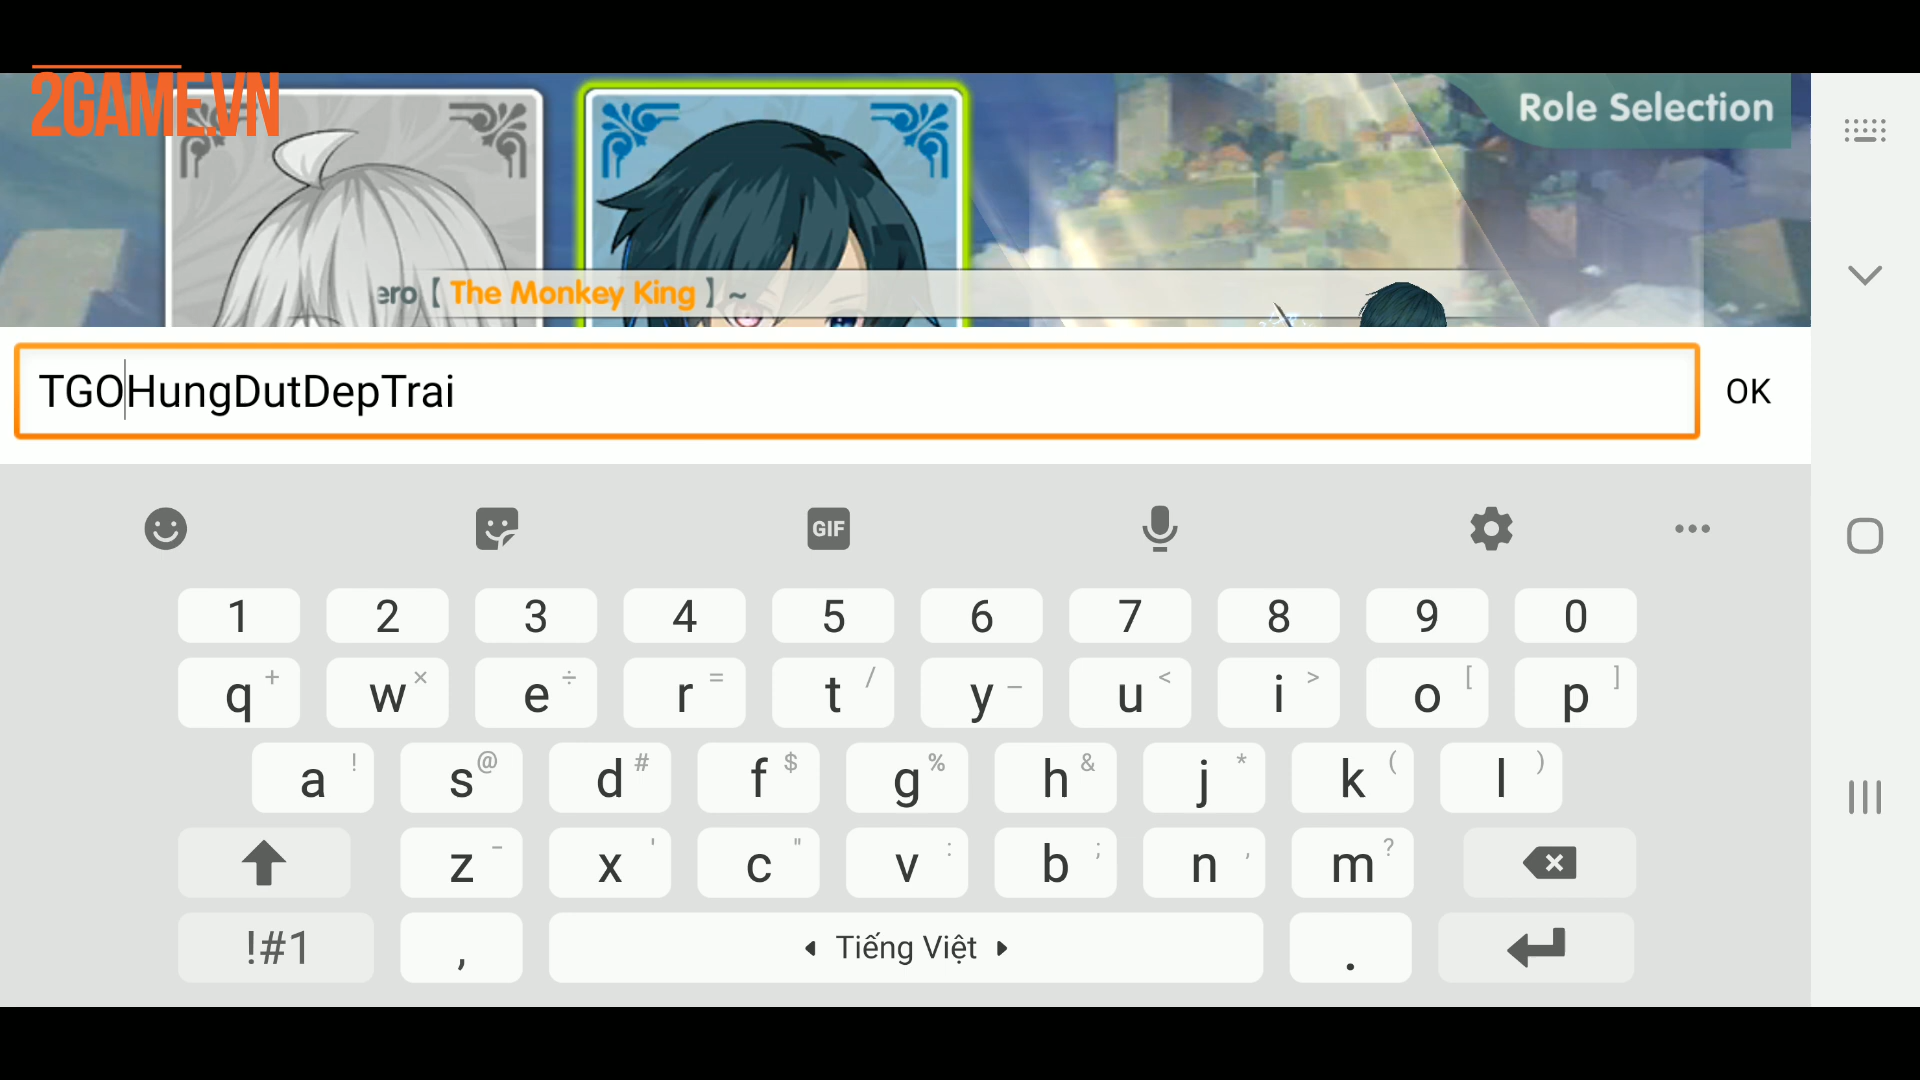 2GAME.VN
Role Selection
ero【 The Monkey King 】~
TGOHungDutDepTrai
OK
GIF
1 2 3 4 5 6 7 8 9 0
q + w × e ÷ r = t / y _ u < i > o [ p ]
a ! s @ d # f $ g % h & j * k ( l )
z - x ' c " v : b ; n , m ?
!#1 , Tiếng Việt .